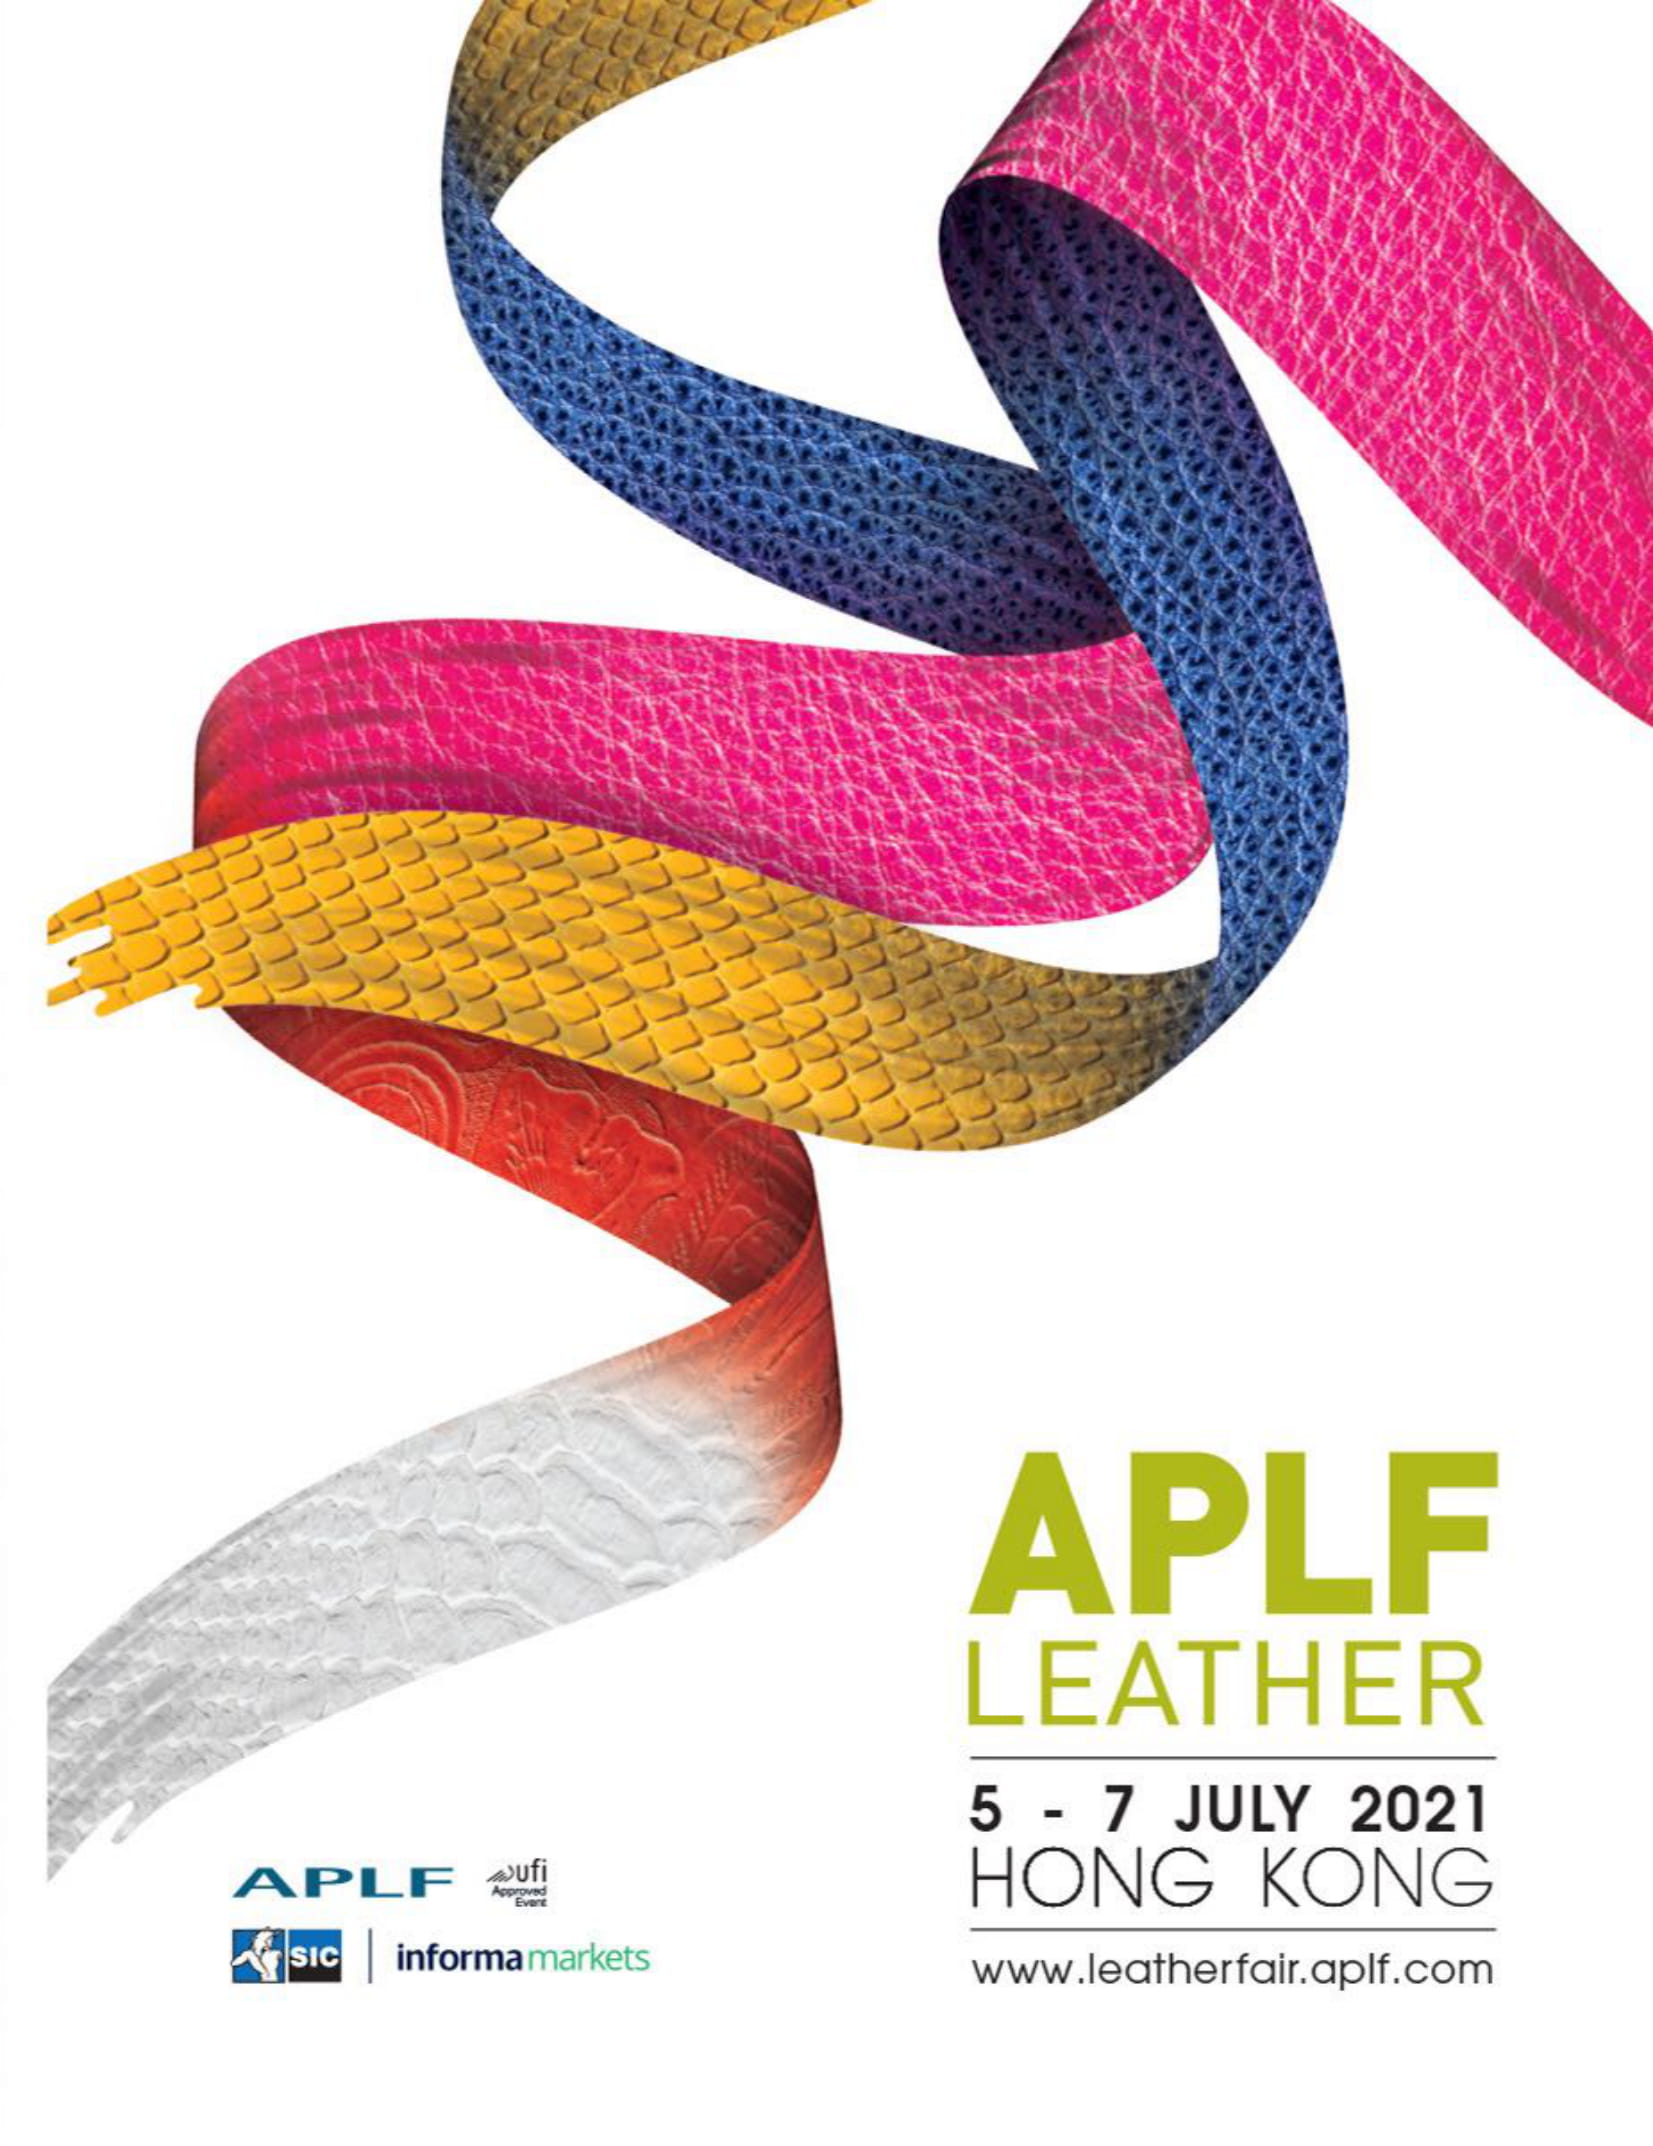 APLF
LEATHER
5 - 7 JULY 2021
HONG KONG
www.leatherfair.aplf.com
APLF
ufi
Approved
Event
SIC
informa markets